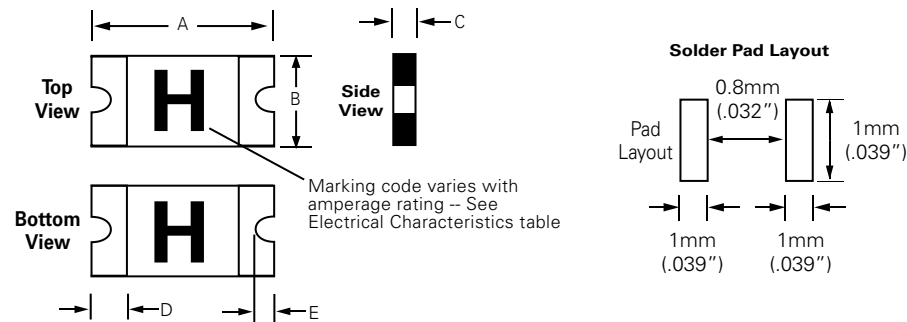 A
C
Top
View
H
B
Side
View
Marking code varies with
amperage rating -- See
Electrical Characteristics table
Bottom
View
H
D
E
Solder Pad Layout
0.8mm
(.032”)
Pad
Layout
1mm
(.039”)
1mm
(.039”)
1mm
(.039”)